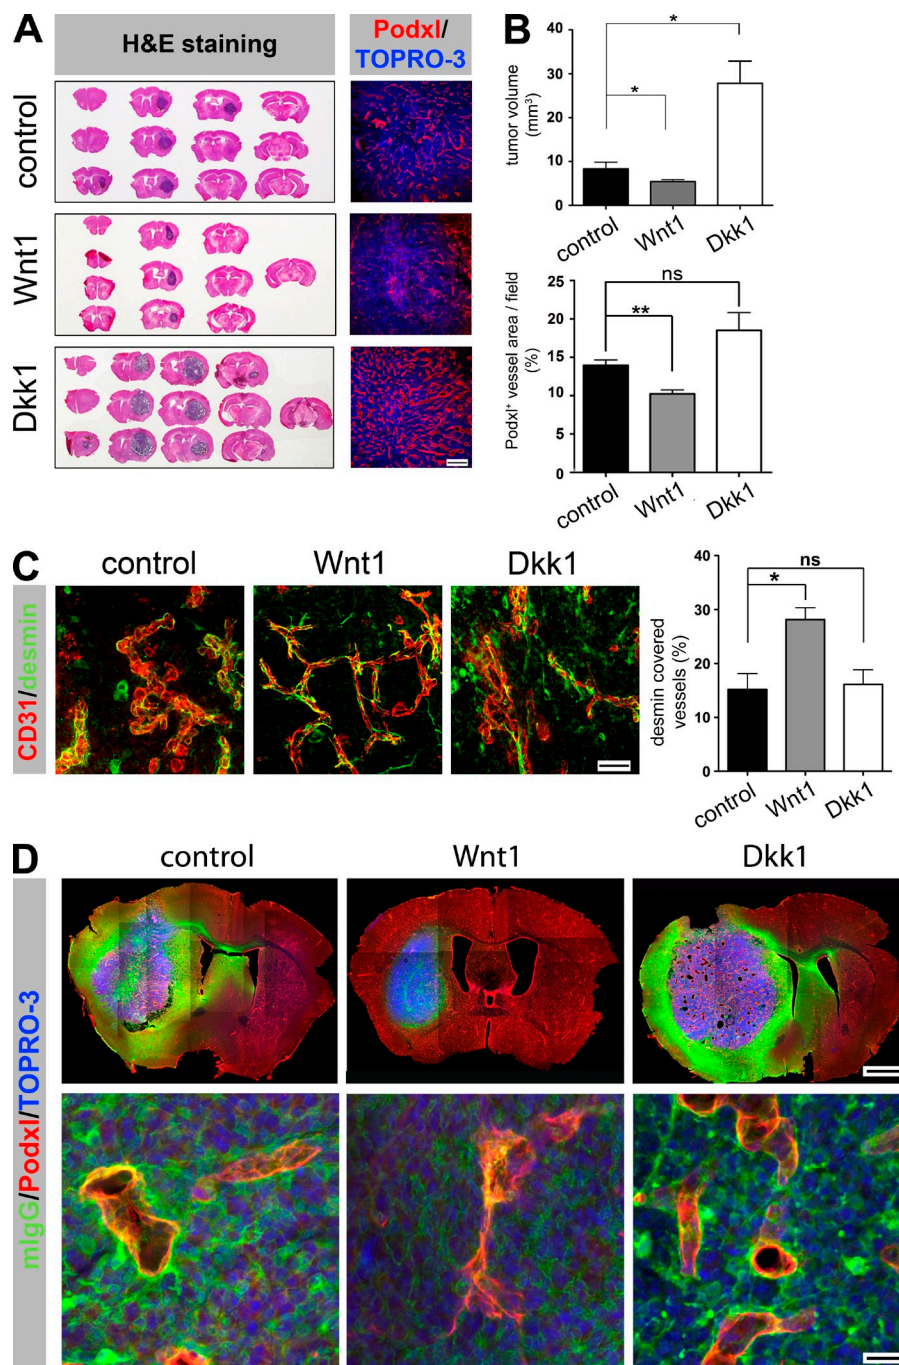 A
H&E staining
Podxl/
TOPRO-3
control
Wnt1
Dkk1
B
tumor volume
(mm³)
40
30
20
10
0
*
*
control
Wnt1
Dkk1
Podxl⁺ vessel area / field
(%)
25
20
15
10
5
0
ns
**
control
Wnt1
Dkk1
C
control
Wnt1
Dkk1
CD31/desmin
desmin covered
vessels (%)
40
30
20
10
0
ns
*
control
Wnt1
Dkk1
D
control
Wnt1
Dkk1
mIgG/Podxl/TOPRO-3